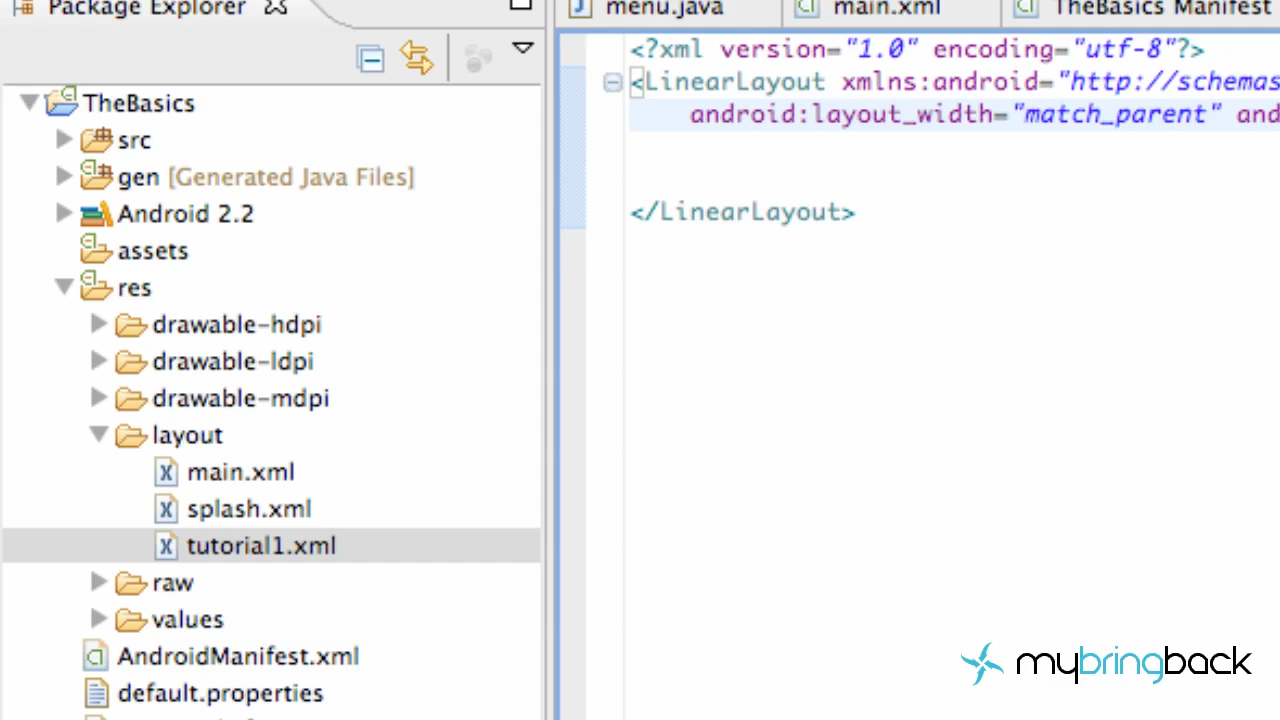 Package Explorer
TheBasics
src
gen [Generated Java Files]
Android 2.2
assets
res
drawable-hdpi
drawable-ldpi
drawable-mdpi
layout
main.xml
splash.xml
tutorial1.xml
raw
values
AndroidManifest.xml
default.properties
menu.java
main.xml
TheBasics Manifest
<?xml version="1.0" encoding="utf-8"?>
<LinearLayout xmlns:android="http://schemas
android:layout_width="match_parent" and
</LinearLayout>
mybringback